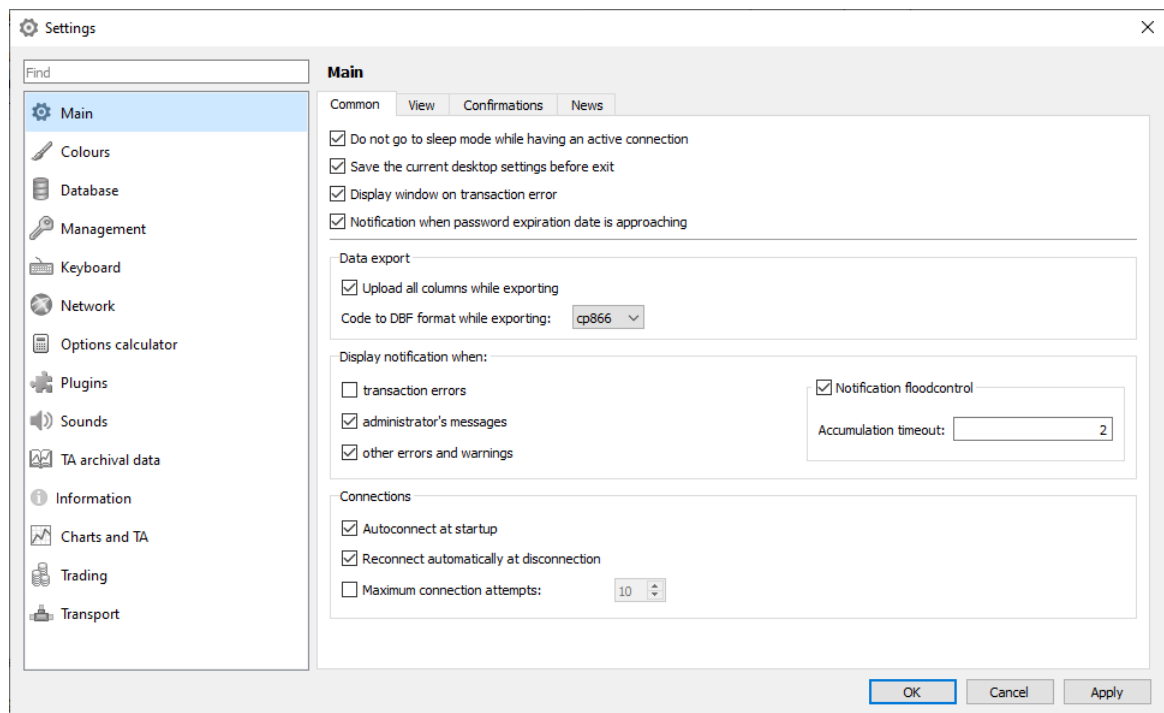 Settings
Find
Main
Colours
Database
Management
Keyboard
Network
Options calculator
Plugins
Sounds
TA archival data
Information
Charts and TA
Trading
Transport
Main
Common View Confirmations News
Do not go to sleep mode while having an active connection
Save the current desktop settings before exit
Display window on transaction error
Notification when password expiration date is approaching
Data export
Upload all columns while exporting
Code to DBF format while exporting: cp866
Display notification when:
transaction errors
administrator's messages
other errors and warnings
Notification floodcontrol
Accumulation timeout: 2
Connections
Autoconnect at startup
Reconnect automatically at disconnection
Maximum connection attempts: 10
OK Cancel Apply